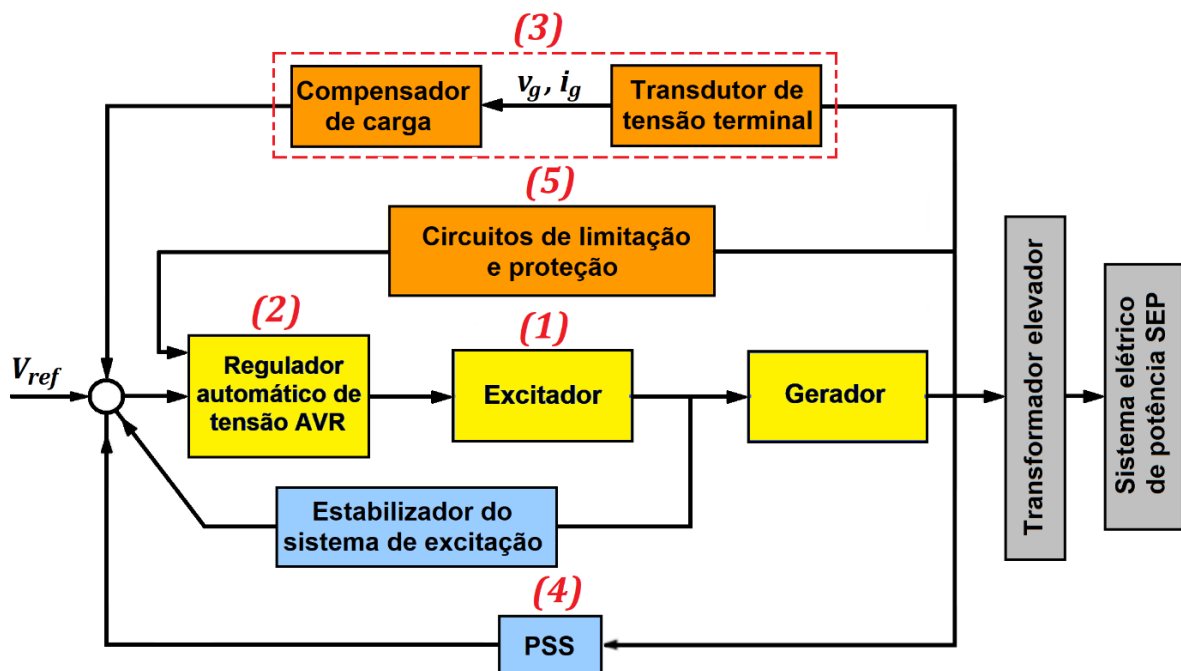 (3)
Compensador
de carga
v_g, i_g
Transdutor de
tensão terminal
(5)
Circuitos de limitação
e proteção
(2)
(1)
V_ref
Regulador
automático de
tensão AVR
Excitador
Gerador
Transformador elevador
Sistema elétrico
de potência SEP
Estabilizador do
sistema de excitação
(4)
PSS